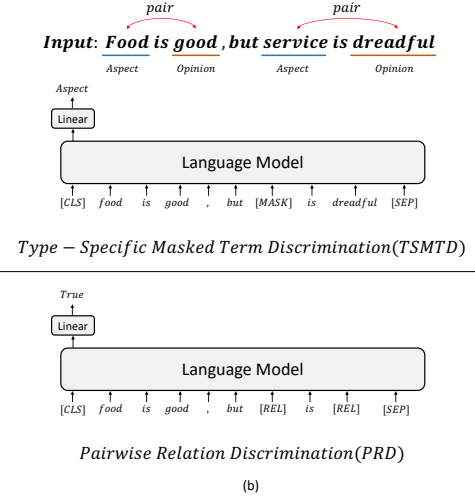 pair pair
Input: Food is good, but service is dreadful
Aspect Opinion Aspect Opinion
Aspect
Linear
Language Model
[CLS] food is good , but [MASK] is dreadful [SEP]
Type − Specific Masked Term Discrimination(TSMTD)
True
Linear
Language Model
[CLS] food is good , but [REL] is [REL] [SEP]
Pairwise Relation Discrimination(PRD)
(b)